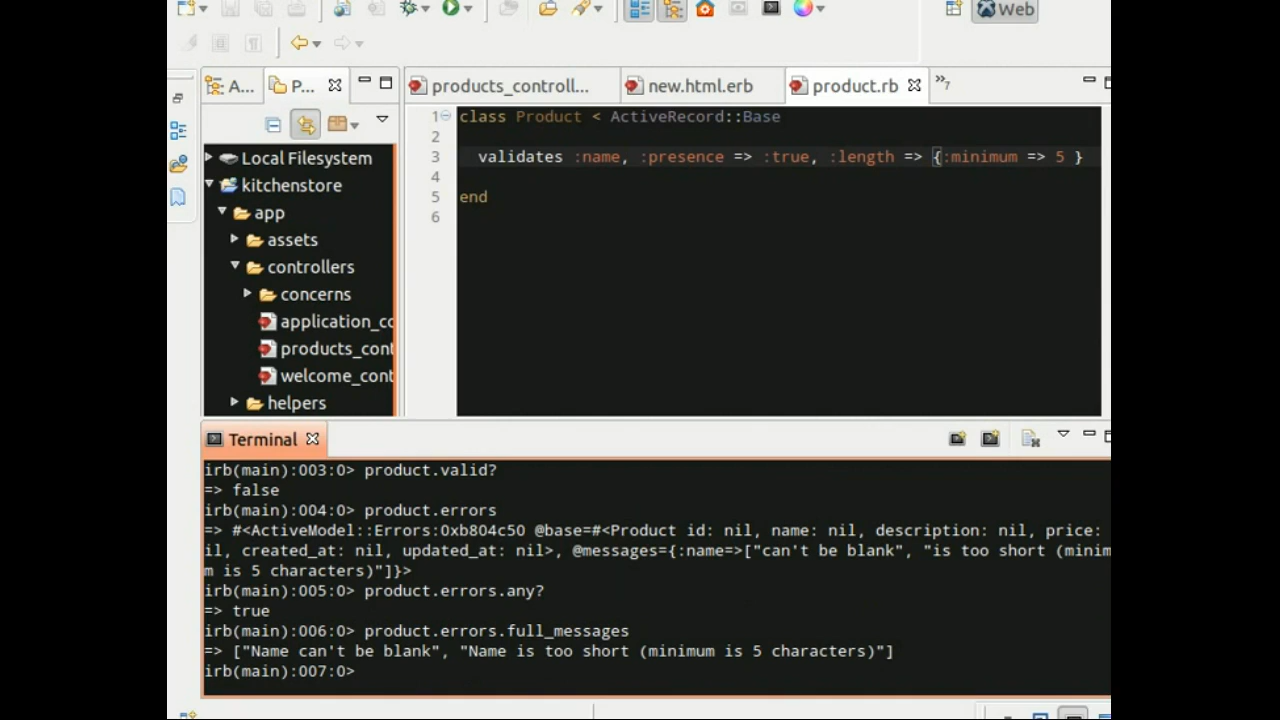 Web
A...
P...
products_controll...
new.html.erb
product.rb
»7
Local Filesystem
kitchenstore
app
assets
controllers
concerns
application_cc
products_cont
welcome_cont
helpers
1 class Product < ActiveRecord::Base
2
3 validates :name, :presence => :true, :length => {:minimum => 5 }
4
5 end
6
Terminal
irb(main):003:0> product.valid?
=> false
irb(main):004:0> product.errors
=> #<ActiveModel::Errors:0xb804c50 @base=#<Product id: nil, name: nil, description: nil, price:
il, created_at: nil, updated_at: nil>, @messages={:name=>["can't be blank", "is too short (minim
m is 5 characters)"]}>
irb(main):005:0> product.errors.any?
=> true
irb(main):006:0> product.errors.full_messages
=> ["Name can't be blank", "Name is too short (minimum is 5 characters)"]
irb(main):007:0>